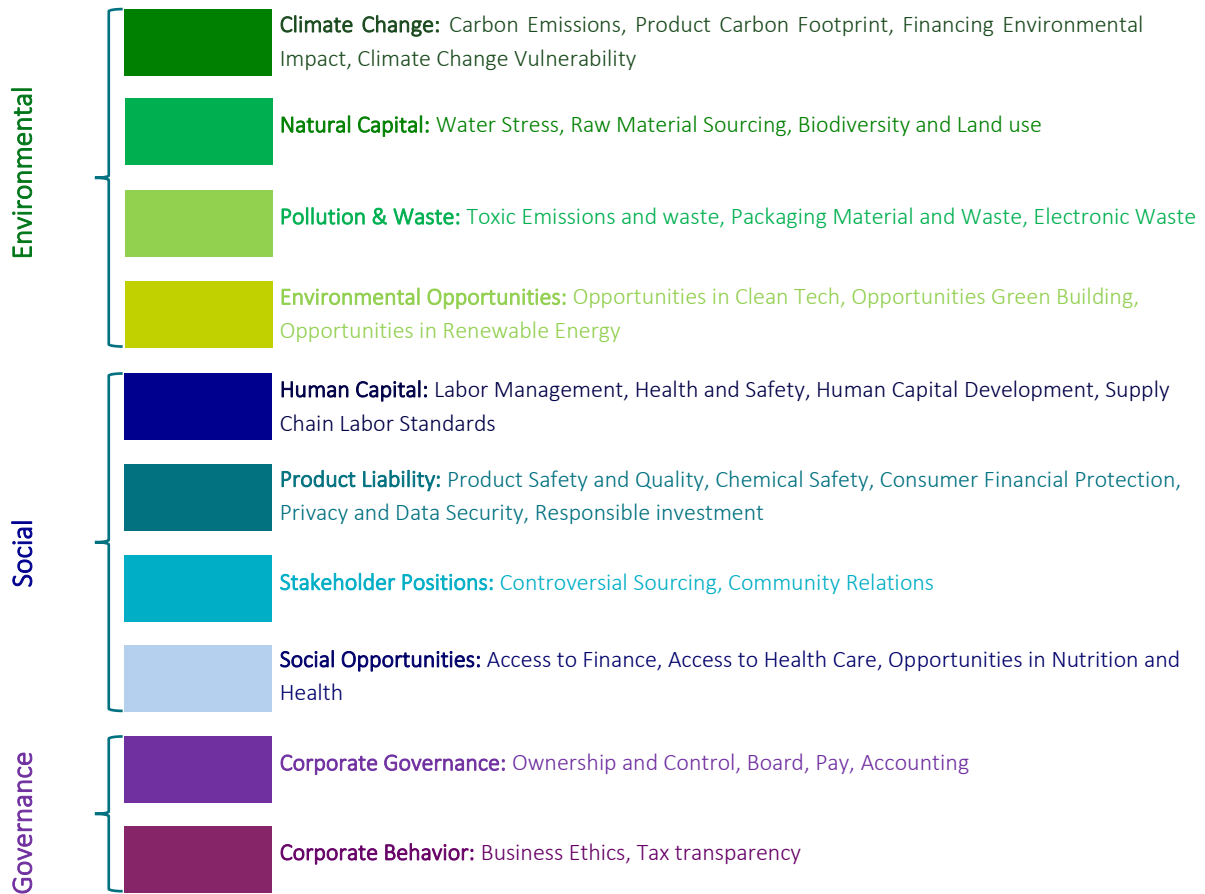 Environmental
Climate Change: Carbon Emissions, Product Carbon Footprint, Financing Environmental
Impact, Climate Change Vulnerability
Natural Capital: Water Stress, Raw Material Sourcing, Biodiversity and Land use
Pollution & Waste: Toxic Emissions and waste, Packaging Material and Waste, Electronic Waste
Environmental Opportunities: Opportunities in Clean Tech, Opportunities Green Building,
Opportunities in Renewable Energy
Social
Human Capital: Labor Management, Health and Safety, Human Capital Development, Supply
Chain Labor Standards
Product Liability: Product Safety and Quality, Chemical Safety, Consumer Financial Protection,
Privacy and Data Security, Responsible investment
Stakeholder Positions: Controversial Sourcing, Community Relations
Social Opportunities: Access to Finance, Access to Health Care, Opportunities in Nutrition and
Health
Governance
Corporate Governance: Ownership and Control, Board, Pay, Accounting
Corporate Behavior: Business Ethics, Tax transparency